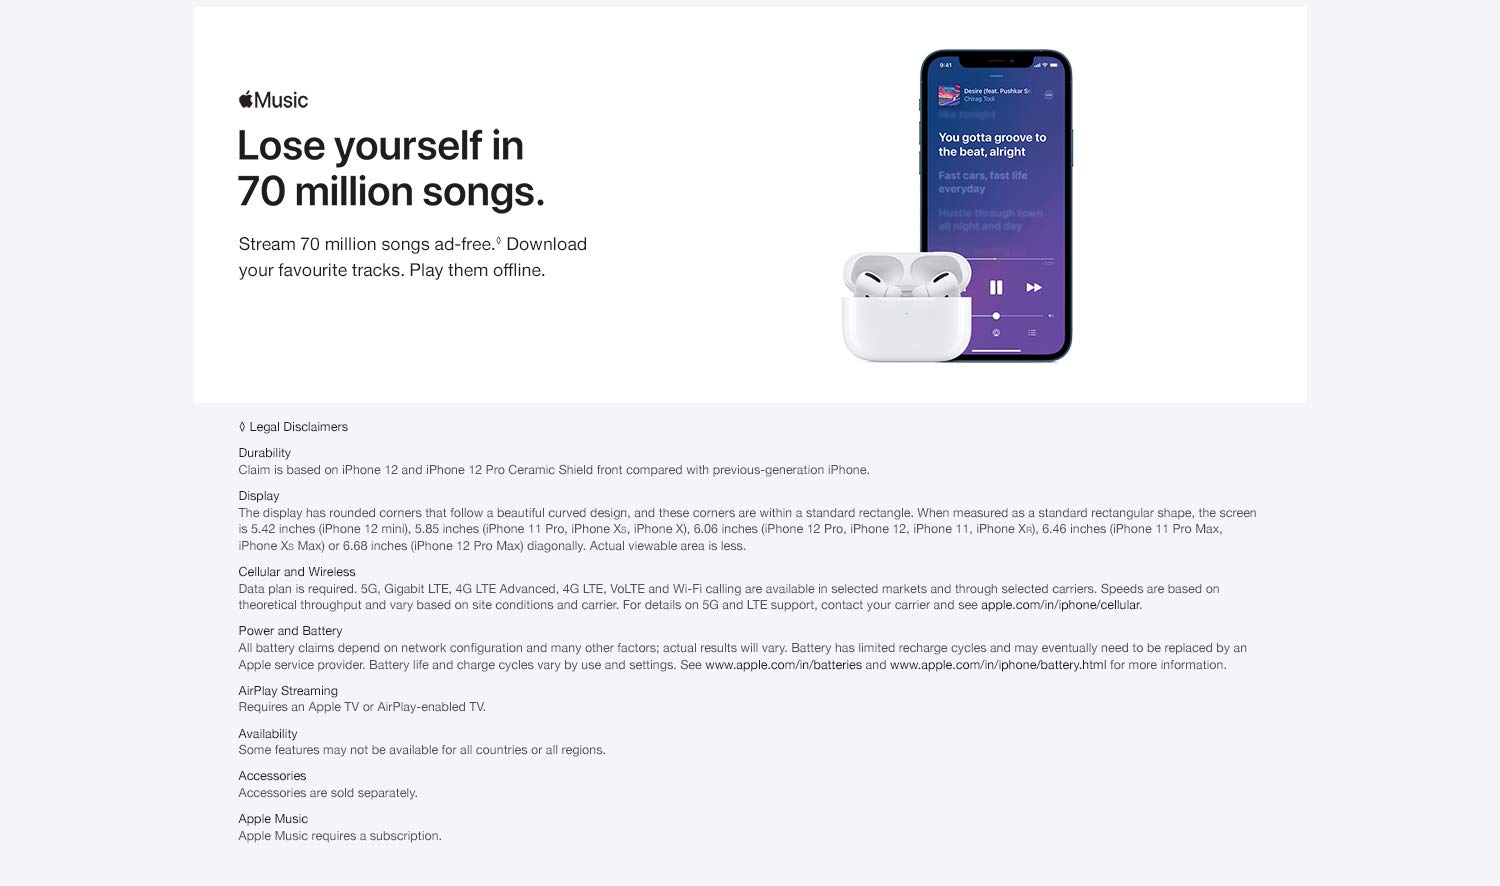 Music
Lose yourself in
70 million songs.
Stream 70 million songs ad-free.◊ Download
your favourite tracks. Play them offline.
9:41
Desire (feat. Pushkar S
Chirag Todi
like tonight
You gotta groove to
the beat, alright
Fast cars, fast life
everyday
Hustle through town
all night and day
◊ Legal Disclaimers
Durability
Claim is based on iPhone 12 and iPhone 12 Pro Ceramic Shield front compared with previous-generation iPhone.
Display
The display has rounded corners that follow a beautiful curved design, and these corners are within a standard rectangle. When measured as a standard rectangular shape, the screen
is 5.42 inches (iPhone 12 mini), 5.85 inches (iPhone 11 Pro, iPhone Xs, iPhone X), 6.06 inches (iPhone 12 Pro, iPhone 12, iPhone 11, iPhone XR), 6.46 inches (iPhone 11 Pro Max,
iPhone Xs Max) or 6.68 inches (iPhone 12 Pro Max) diagonally. Actual viewable area is less.
Cellular and Wireless
Data plan is required. 5G, Gigabit LTE, 4G LTE Advanced, 4G LTE, VoLTE and Wi-Fi calling are available in selected markets and through selected carriers. Speeds are based on
theoretical throughput and vary based on site conditions and carrier. For details on 5G and LTE support, contact your carrier and see apple.com/in/iphone/cellular.
Power and Battery
All battery claims depend on network configuration and many other factors; actual results will vary. Battery has limited recharge cycles and may eventually need to be replaced by an
Apple service provider. Battery life and charge cycles vary by use and settings. See www.apple.com/in/batteries and www.apple.com/in/iphone/battery.html for more information.
AirPlay Streaming
Requires an Apple TV or AirPlay-enabled TV.
Availability
Some features may not be available for all countries or all regions.
Accessories
Accessories are sold separately.
Apple Music
Apple Music requires a subscription.